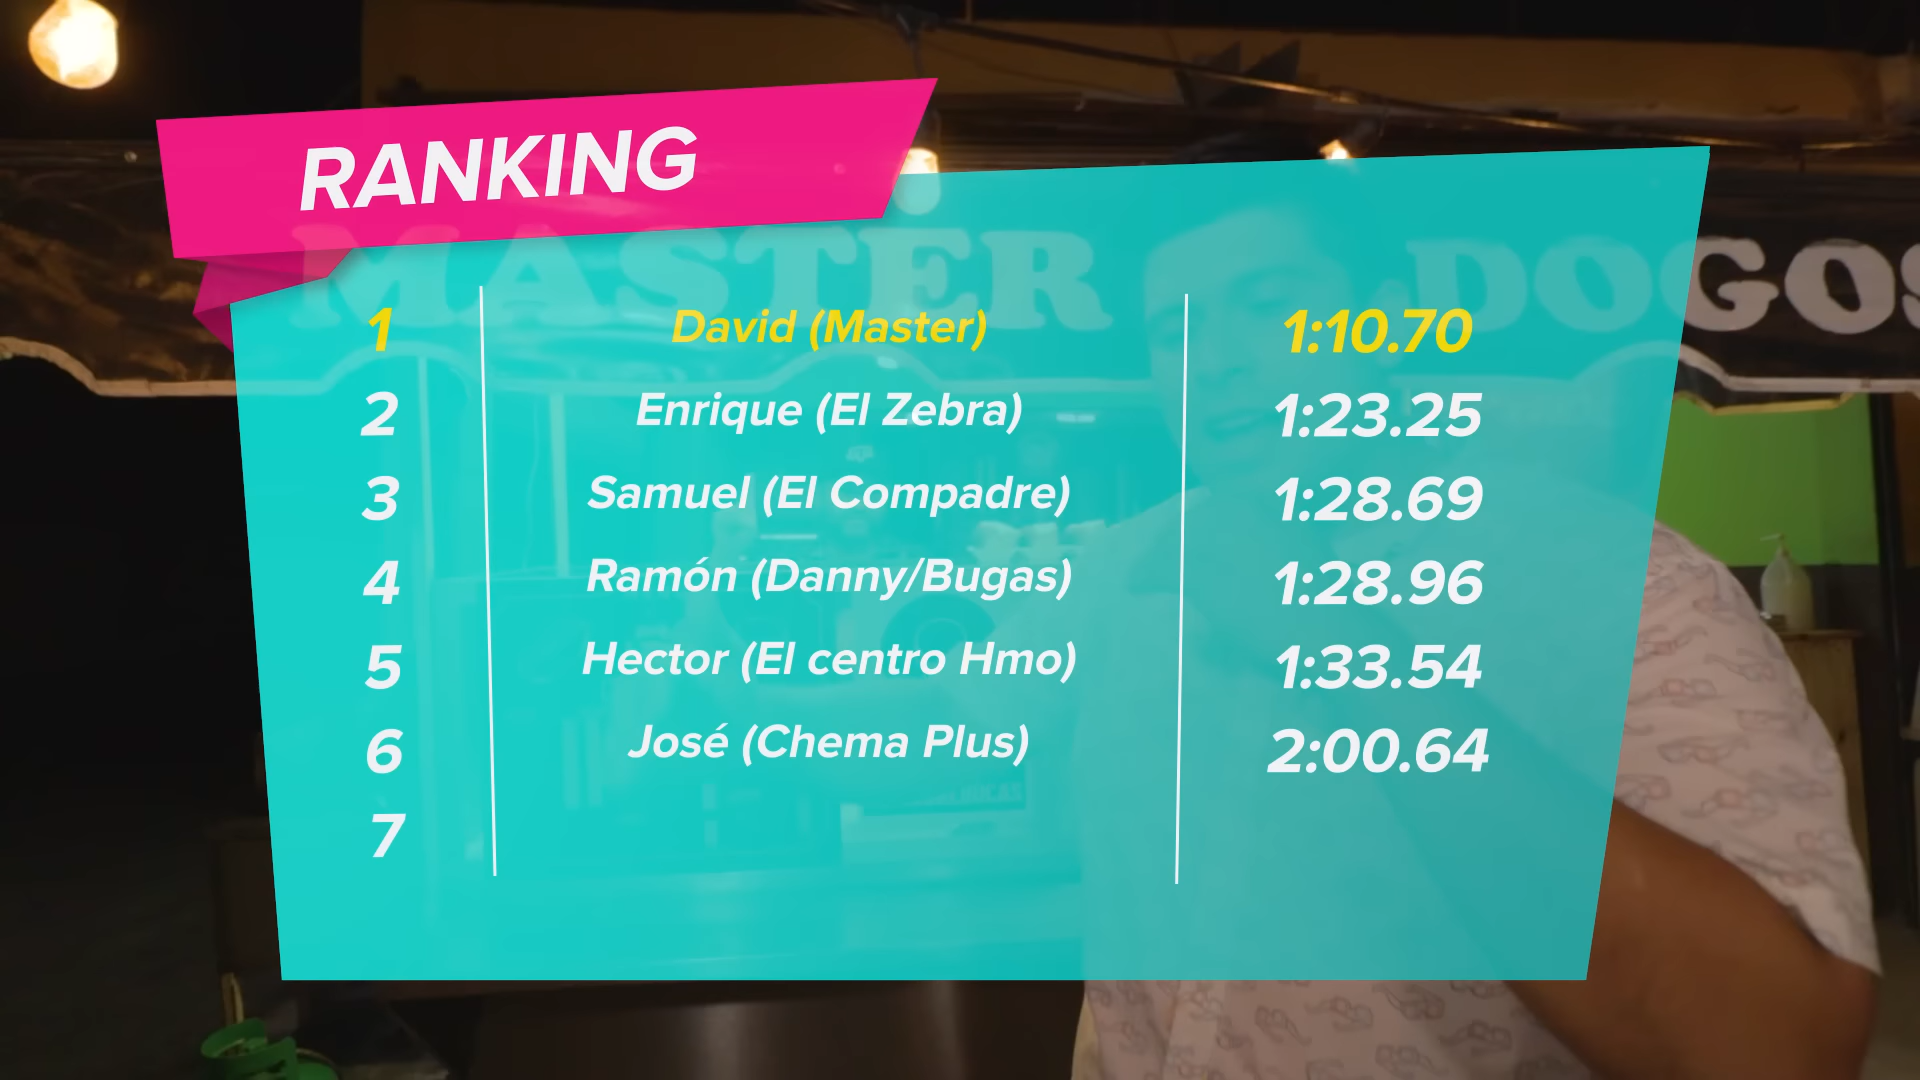 RANKING
MASTER DOGOS
1 David (Master) 1:10.70
2 Enrique (El Zebra) 1:23.25
3 Samuel (El Compadre) 1:28.69
4 Ramón (Danny/Bugas) 1:28.96
5 Hector (El centro Hmo) 1:33.54
6 José (Chema Plus) 2:00.64
7